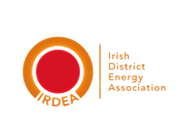 IRDEA
Irish
District
Energy
Association